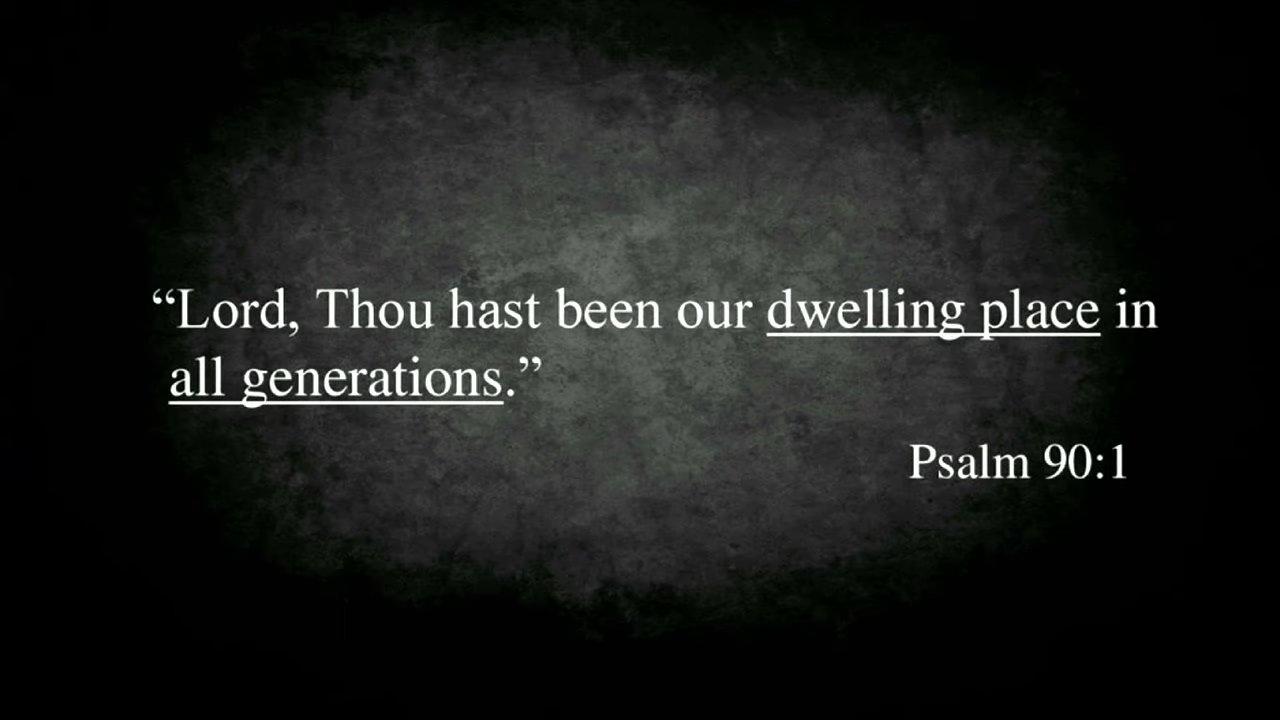 “Lord, Thou hast been our dwelling place in
all generations.”
Psalm 90:1